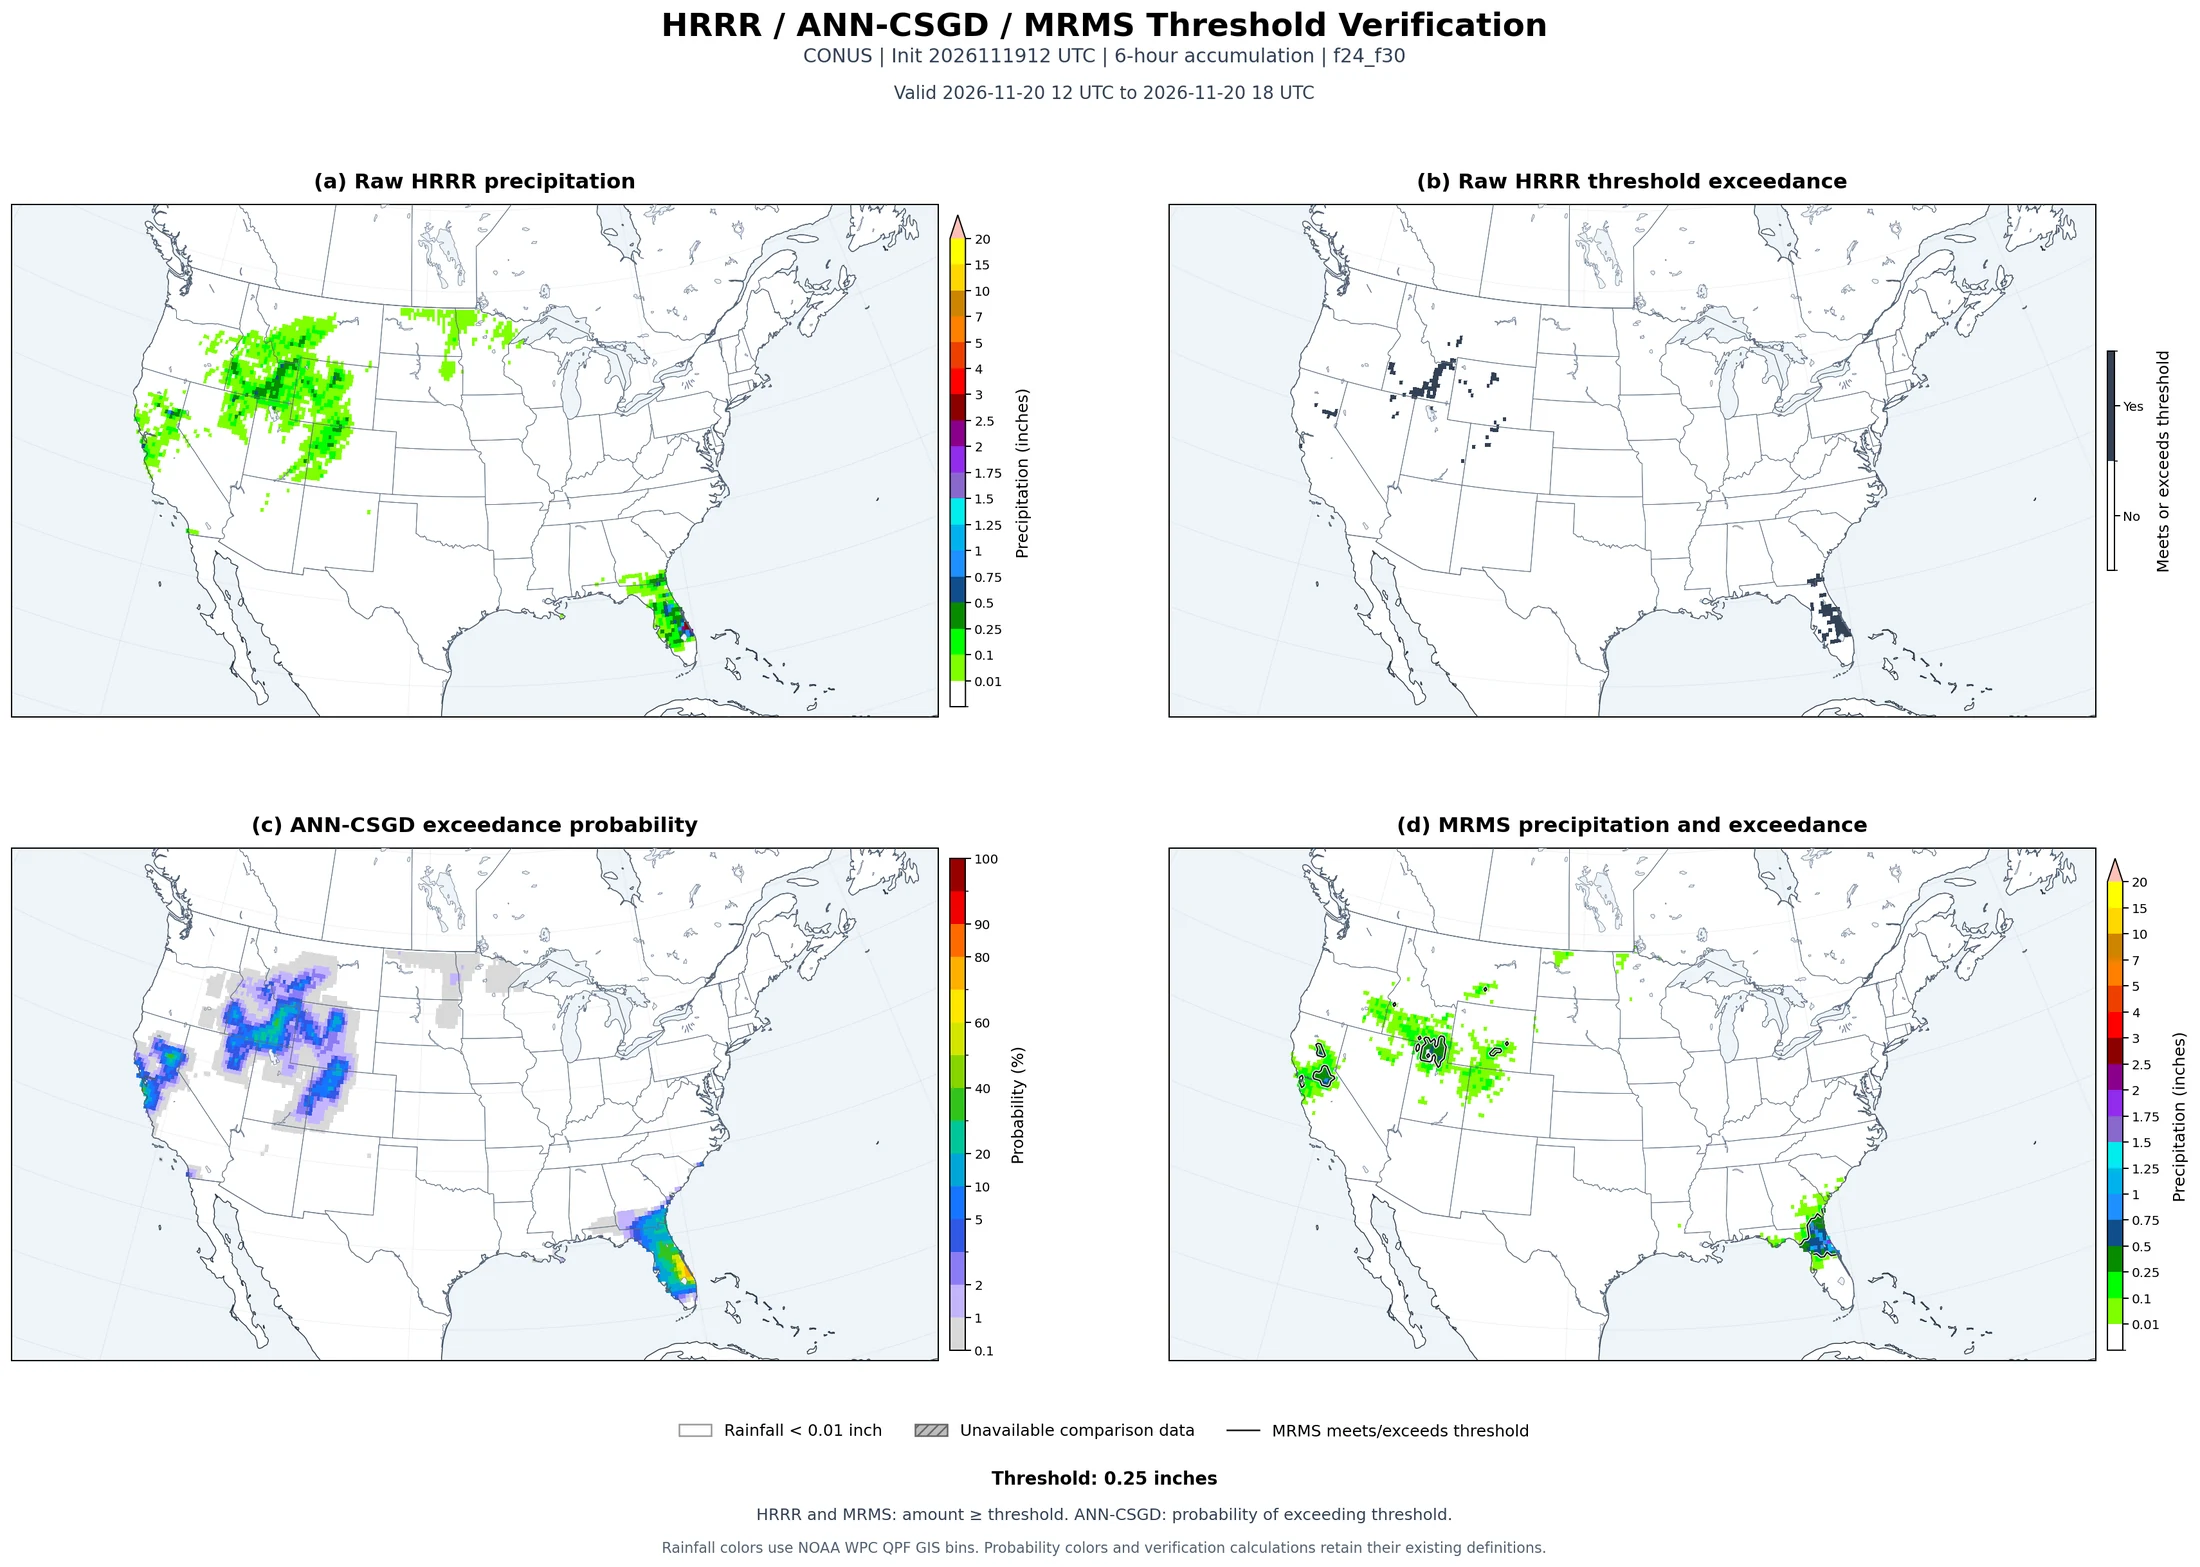 HRRR / ANN-CSGD / MRMS Threshold Verification
CONUS | Init 2026111912 UTC | 6-hour accumulation | f24_f30
Valid 2026-11-20 12 UTC to 2026-11-20 18 UTC
(a) Raw HRRR precipitation
20
15
10
7
5
4
3
2.5
2
1.75
1.5
1.25
1
0.75
0.5
0.25
0.1
0.01
Precipitation (inches)
(b) Raw HRRR threshold exceedance
Yes
No
Meets or exceeds threshold
(c) ANN-CSGD exceedance probability
100
90
80
60
40
20
10
5
2
1
0.1
Probability (%)
(d) MRMS precipitation and exceedance
20
15
10
7
5
4
3
2.5
2
1.75
1.5
1.25
1
0.75
0.5
0.25
0.1
0.01
Precipitation (inches)
Rainfall < 0.01 inch
Unavailable comparison data
MRMS meets/exceeds threshold
Threshold: 0.25 inches
HRRR and MRMS: amount ≥ threshold. ANN-CSGD: probability of exceeding threshold.
Rainfall colors use NOAA WPC QPF GIS bins. Probability colors and verification calculations retain their existing definitions.